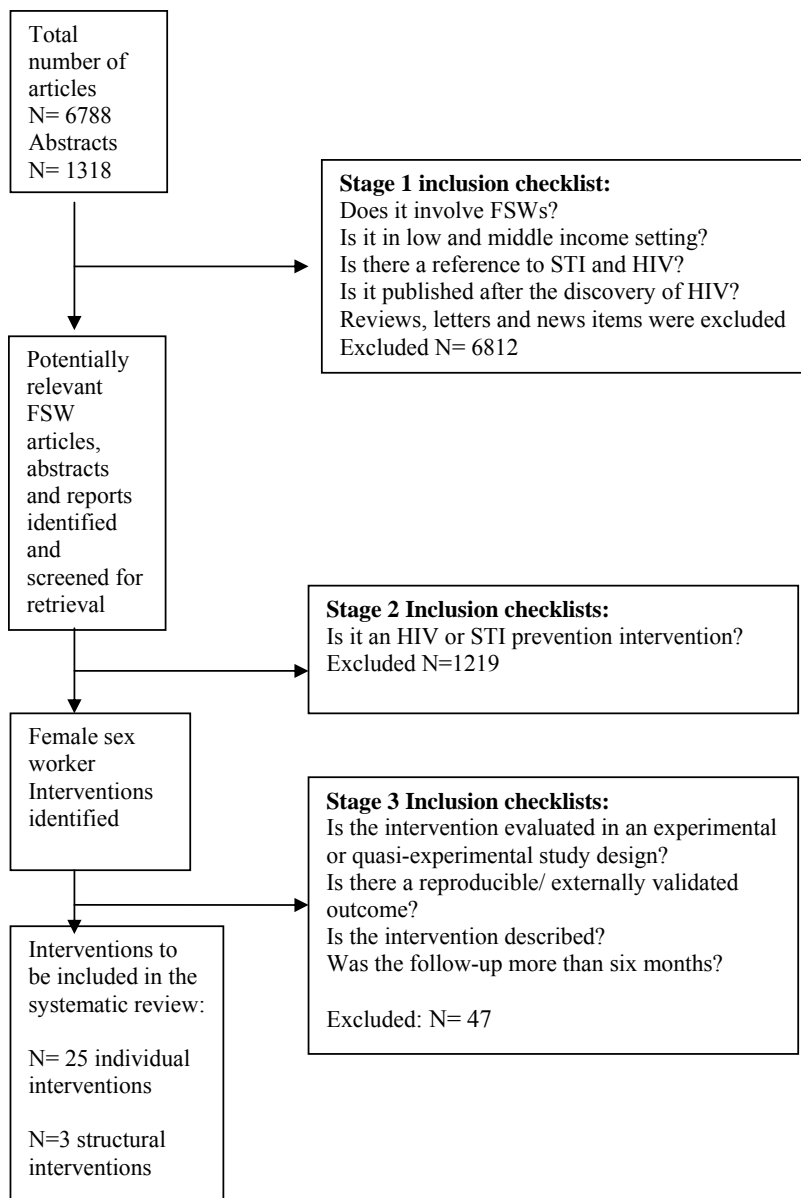 Total
number of
articles
N= 6788
Abstracts
N= 1318
Stage 1 inclusion checklist:
Does it involve FSWs?
Is it in low and middle income setting?
Is there a reference to STI and HIV?
Is it published after the discovery of HIV?
Reviews, letters and news items were excluded
Excluded N= 6812
Potentially
relevant
FSW
articles,
abstracts
and reports
identified
and
screened for
retrieval
Stage 2 Inclusion checklists:
Is it an HIV or STI prevention intervention?
Excluded N=1219
Female sex
worker
Interventions
identified
Stage 3 Inclusion checklists:
Is the intervention evaluated in an experimental
or quasi-experimental study design?
Is there a reproducible/ externally validated
outcome?
Is the intervention described?
Was the follow-up more than six months?
Excluded: N= 47
Interventions to
be included in the
systematic review:
N= 25 individual
interventions
N=3 structural
interventions